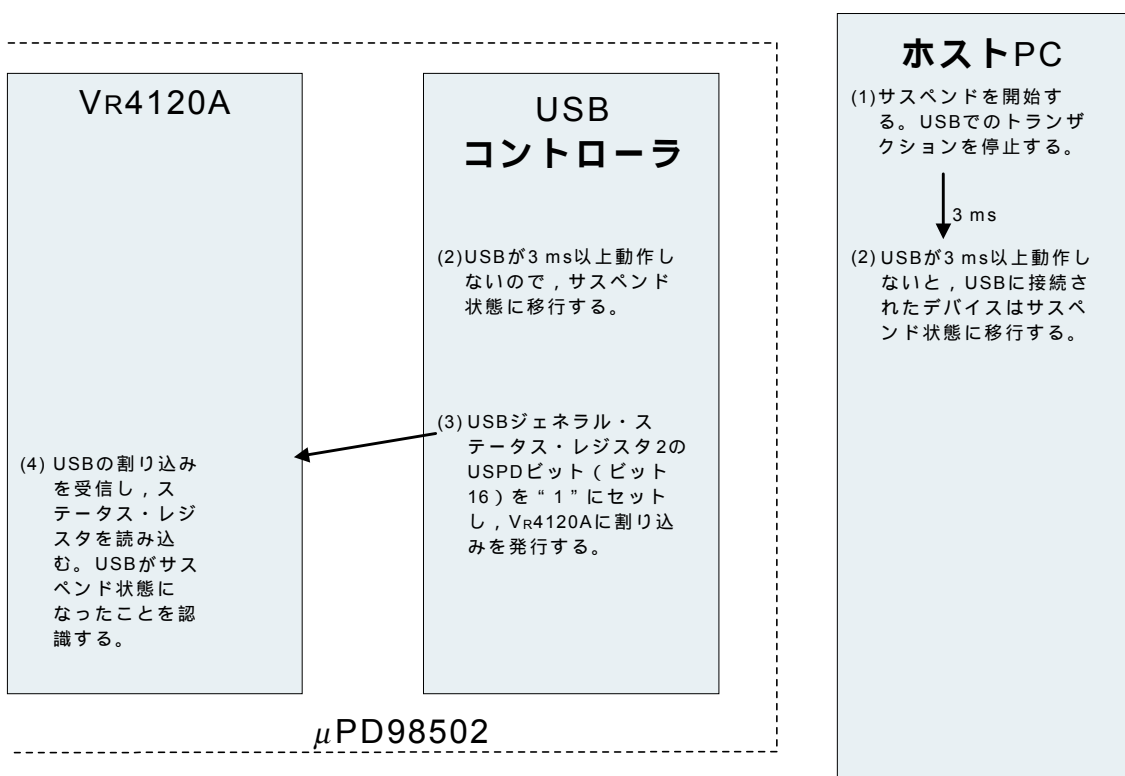 VR4120A
(4) USBの割り込み
を受信し，ス
テータス・レジ
スタを読み込
む。USBがサス
ペンド状態に
なったことを認
識する。
USB
コントローラ
(2)USBが3 ms以上動作し
ないので，サスペンド
状態に移行する。
(3)USBジェネラル・ス
テータス・レジスタ2の
USPDビット（ビット
16）を“1”にセット
し，VR4120Aに割り込
みを発行する。
μPD98502
ホストPC
(1)サスペンドを開始す
る。USBでのトランザ
クションを停止する。
3 ms
(2)USBが3 ms以上動作し
ないと，USBに接続さ
れたデバイスはサスペ
ンド状態に移行する。